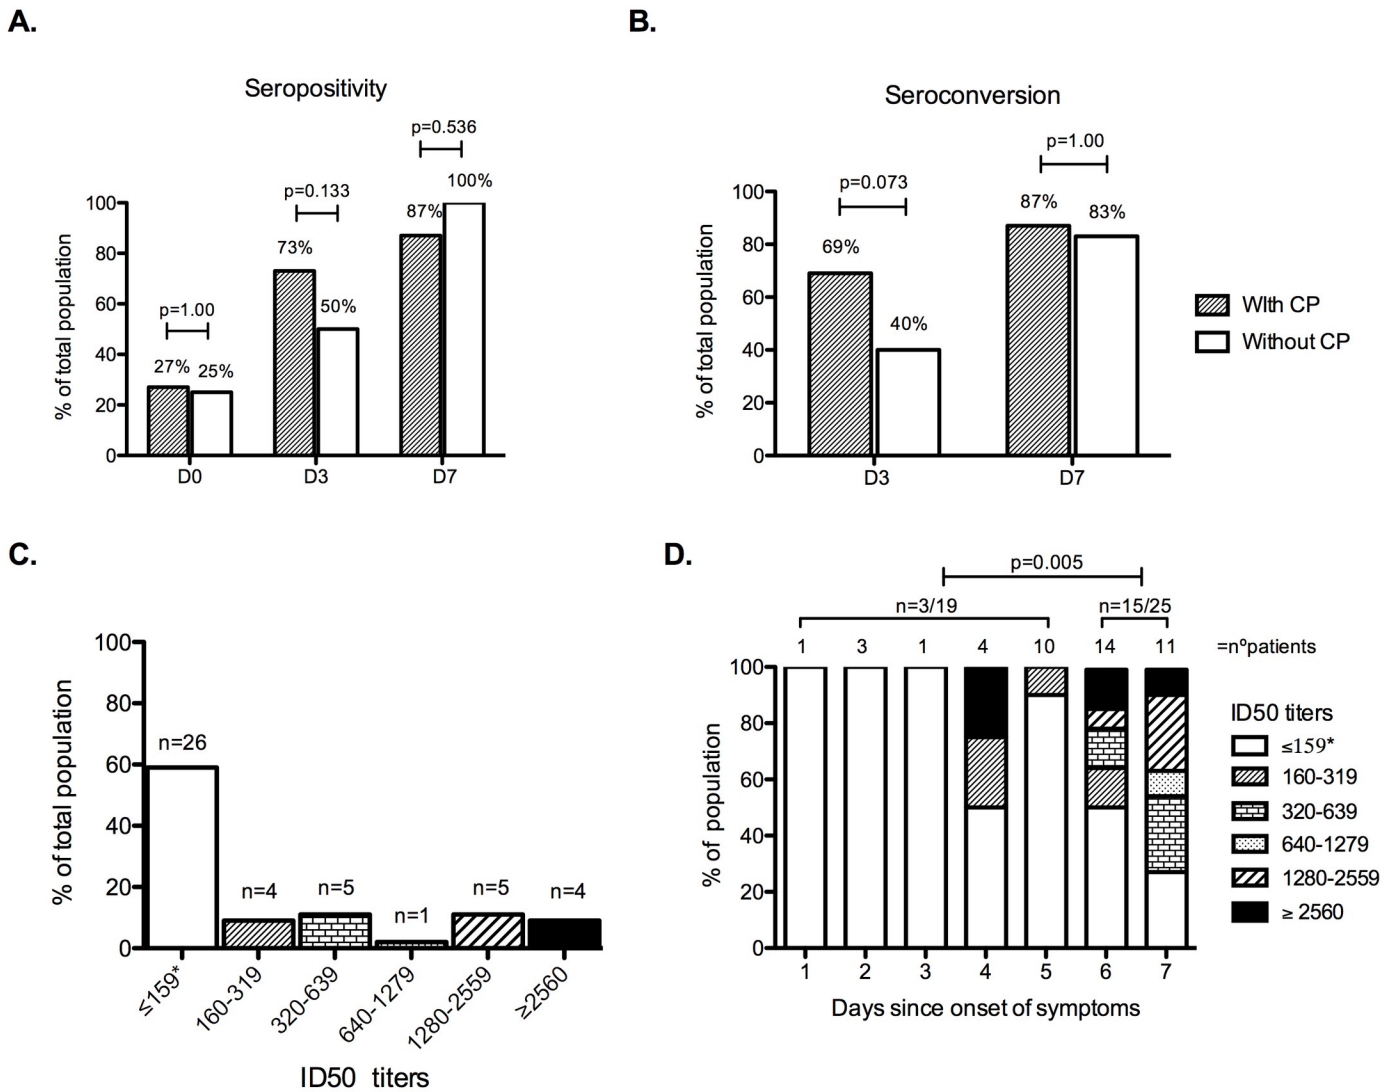 A.
Seropositivity
p=0.536
100%
p=0.133
87%
73%
p=1.00
50%
27%
25%
% of total population
100
80
60
40
20
0
D0
D3
D7
B.
Seroconversion
p=1.00
p=0.073
87%
83%
69%
40%
% of total population
100
80
60
40
20
0
D3
D7
WIth CP
Without CP
C.
% of total population
100
80
60
40
20
0
n=26
n=4
n=5
n=1
n=5
n=4
≤159*
160-319
320-639
640-1279
1280-2559
≥2560
ID50 titers
D.
p=0.005
n=3/19
n=15/25
1 3 1 4 10 14 11 =nºpatients
% of population
100
80
60
40
20
0
1 2 3 4 5 6 7
Days since onset of symptoms
ID50 titers
≤159*
160-319
320-639
640-1279
1280-2559
≥ 2560